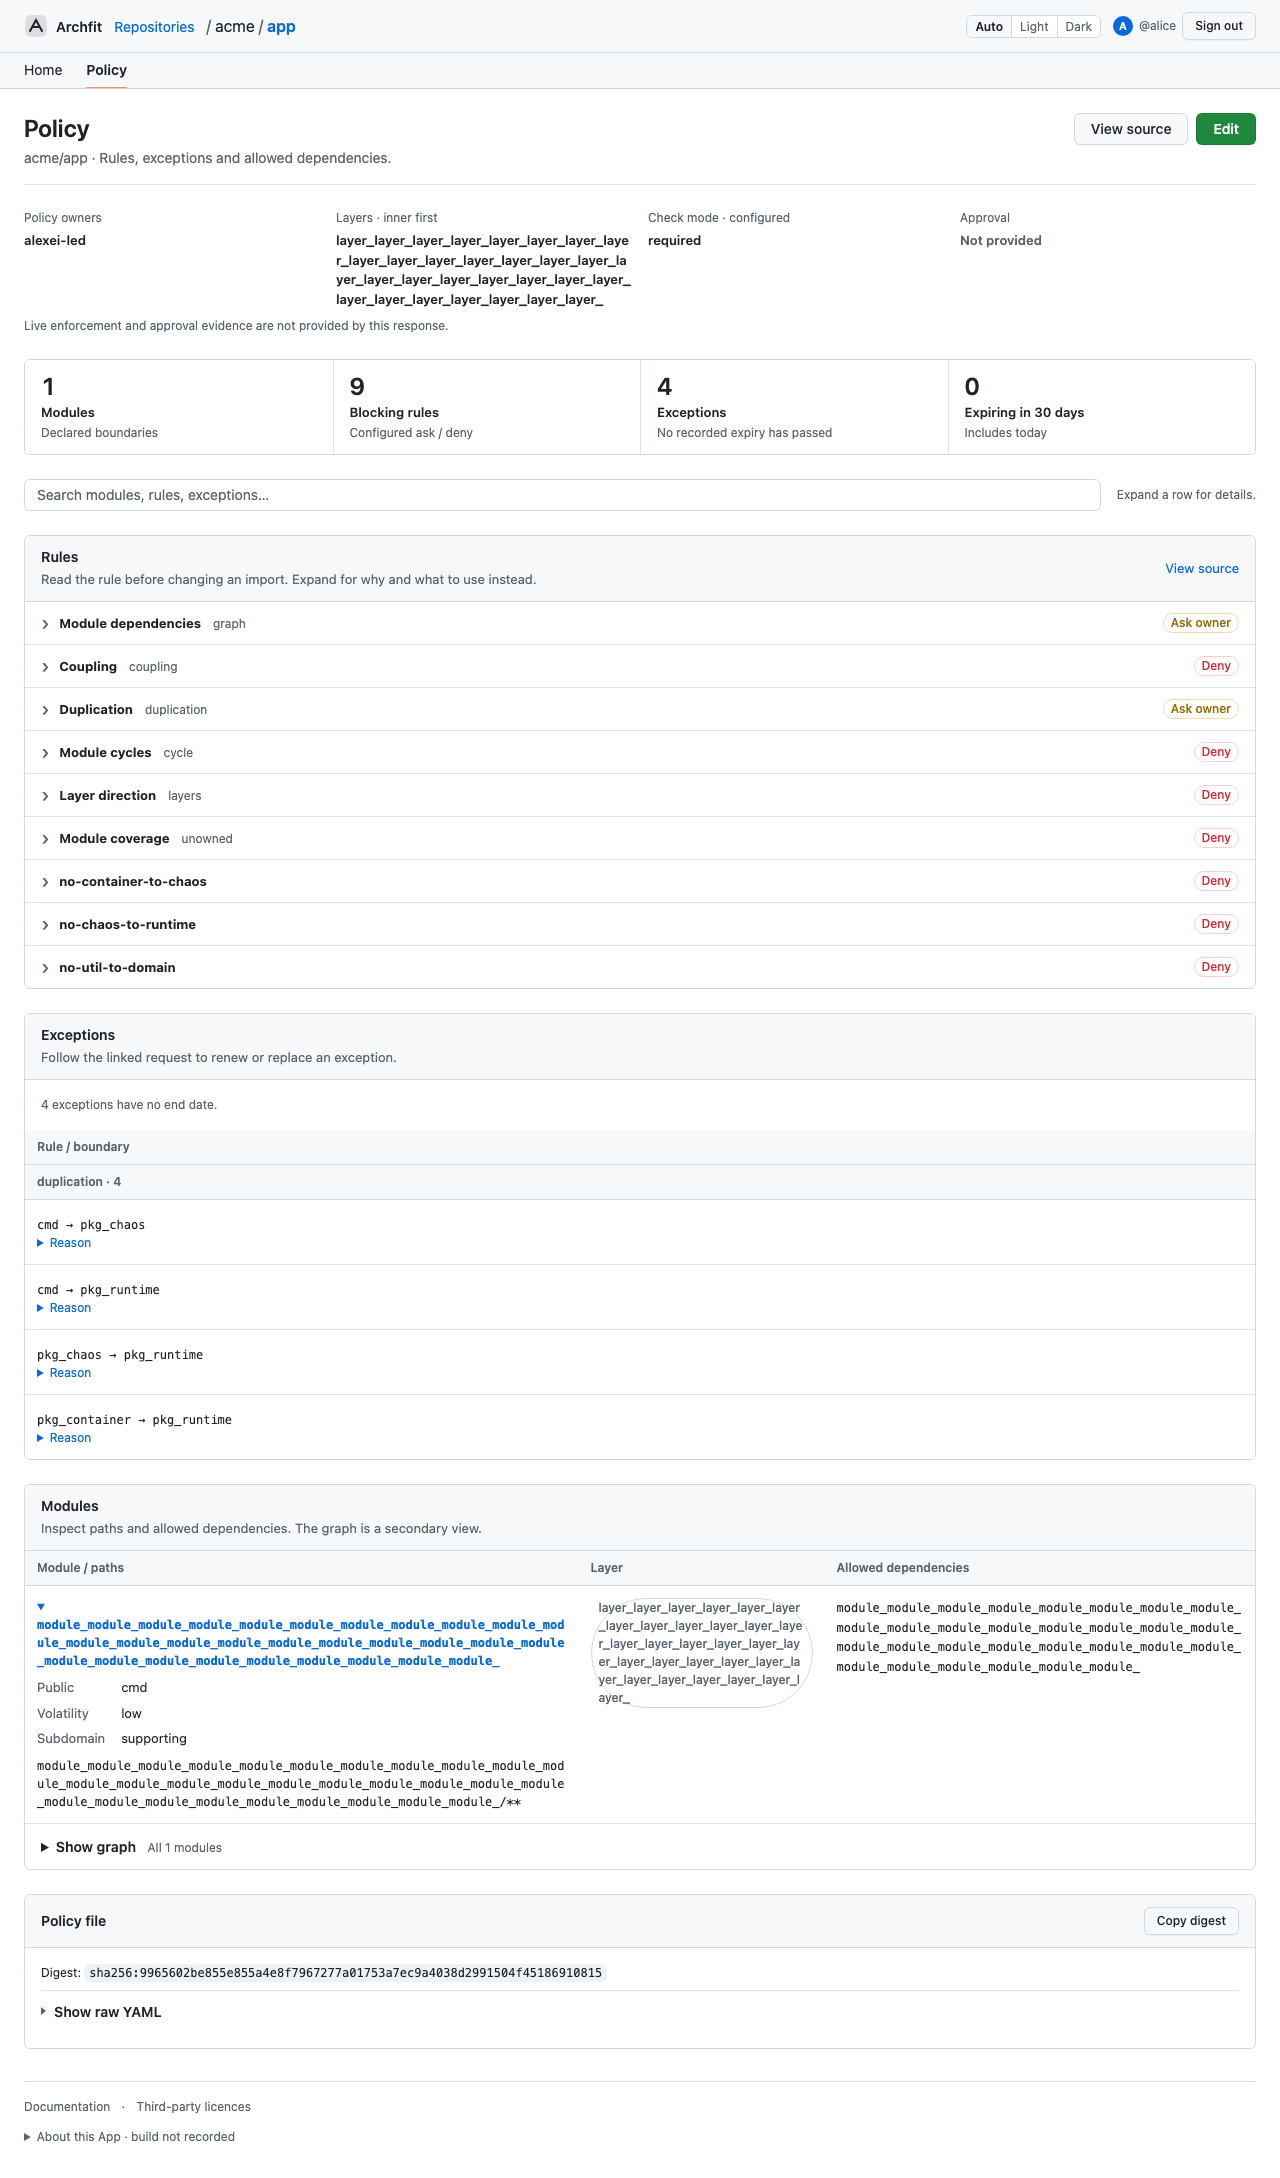 Archfit Repositories / acme / app Auto Light Dark A @alice Sign out
Home Policy
Policy View source Edit
acme/app · Rules, exceptions and allowed dependencies.
Policy owners Layers · inner first Check mode · configured Approval
alexei-led layer_layer_layer_layer_layer_layer_layer_laye required Not provided
r_layer_layer_layer_layer_layer_layer_layer_la
yer_layer_layer_layer_layer_layer_layer_layer_
layer_layer_layer_layer_layer_layer_layer_
Live enforcement and approval evidence are not provided by this response.
1 9 4 0
Modules Blocking rules Exceptions Expiring in 30 days
Declared boundaries Configured ask / deny No recorded expiry has passed Includes today
Search modules, rules, exceptions... Expand a row for details.
Rules
Read the rule before changing an import. Expand for why and what to use instead. View source
Module dependencies graph Ask owner
Coupling coupling Deny
Duplication duplication Ask owner
Module cycles cycle Deny
Layer direction layers Deny
Module coverage unowned Deny
no-container-to-chaos Deny
no-chaos-to-runtime Deny
no-util-to-domain Deny
Exceptions
Follow the linked request to renew or replace an exception.
4 exceptions have no end date.
Rule / boundary
duplication · 4
cmd → pkg_chaos
Reason
cmd → pkg_runtime
Reason
pkg_chaos → pkg_runtime
Reason
pkg_container → pkg_runtime
Reason
Modules
Inspect paths and allowed dependencies. The graph is a secondary view.
Module / paths Layer Allowed dependencies
module_module_module_module_module_module_module_module_module_module_mod
ule_module_module_module_module_module_module_module_module_module_module
_module_module_module_module_module_module_module_module_module_
Public cmd
Volatility low
Subdomain supporting
module_module_module_module_module_module_module_module_module_module_mod
ule_module_module_module_module_module_module_module_module_module_module
_module_module_module_module_module_module_module_module_module_/**
layer_layer_layer_layer_layer_layer
_layer_layer_layer_layer_layer_laye
r_layer_layer_layer_layer_layer_lay
er_layer_layer_layer_layer_layer_la
yer_layer_layer_layer_layer_layer_l
ayer_
module_module_module_module_module_module_module_module_
module_module_module_module_module_module_module_module_
module_module_module_module_module_module_module_module_
module_module_module_module_module_module_
Show graph All 1 modules
Policy file Copy digest
Digest: sha256:9965602be855e855a4e8f7967277a01753a7ec9a4038d2991504f45186910815
Show raw YAML
Documentation · Third-party licences
About this App · build not recorded